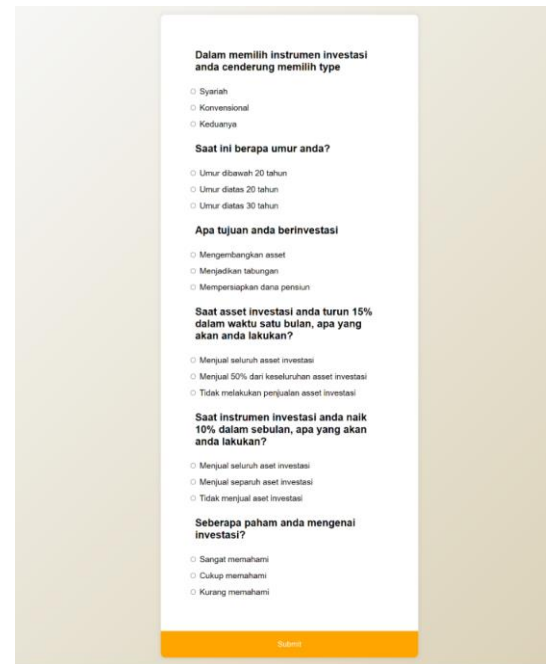 Dalam memilih instrumen investasi
anda cenderung memilih type
Syariah
Konvensional
Keduanya
Saat ini berapa umur anda?
Umur dibawah 20 tahun
Umur diatas 20 tahun
Umur diatas 30 tahun
Apa tujuan anda berinvestasi
Mengembangkan asset
Menjadikan tabungan
Mempersiapkan dana pensiun
Saat asset investasi anda turun 15%
dalam waktu satu bulan, apa yang
akan anda lakukan?
Menjual seluruh asset investasi
Menjual 50% dari keseluruhan asset investasi
Tidak melakukan penjualan asset investasi
Saat instrumen investasi anda naik
10% dalam sebulan, apa yang akan
anda lakukan?
Menjual seluruh aset investasi
Menjual separuh aset investasi
Tidak menjual aset investasi
Seberapa paham anda mengenai
investasi?
Sangat memahami
Cukup memahami
Kurang memahami
Submit